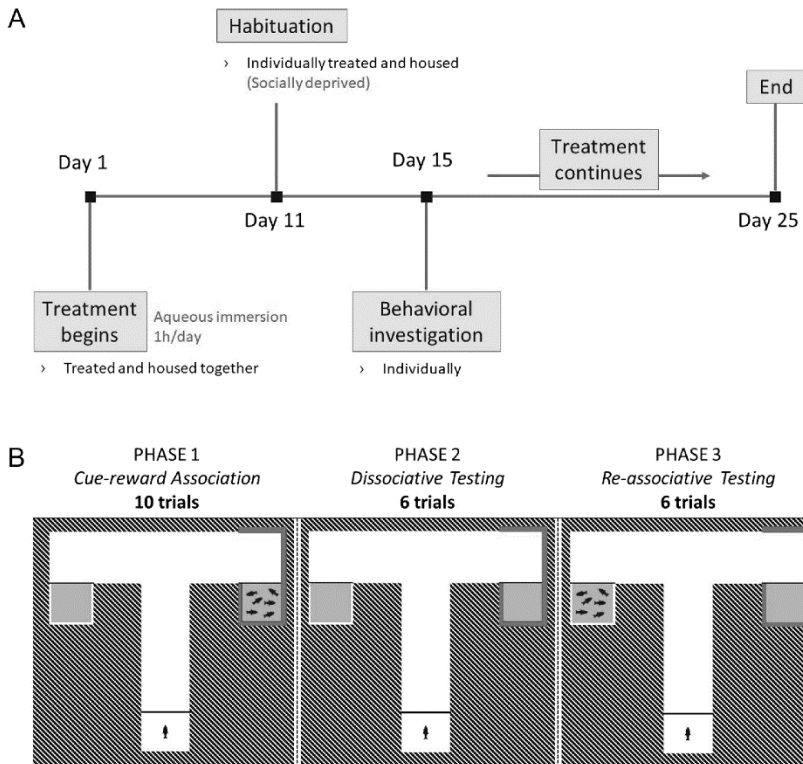 A
Habituation
› Individually treated and housed
(Socially deprived)
End
Day 1
Day 15
Treatment
continues
Day 11
Day 25
Treatment
begins
Aqueous immersion
1h/day
› Treated and housed together
Behavioral
investigation
› Individually
B
PHASE 1
Cue-reward Association
10 trials
PHASE 2
Dissociative Testing
6 trials
PHASE 3
Re-associative Testing
6 trials